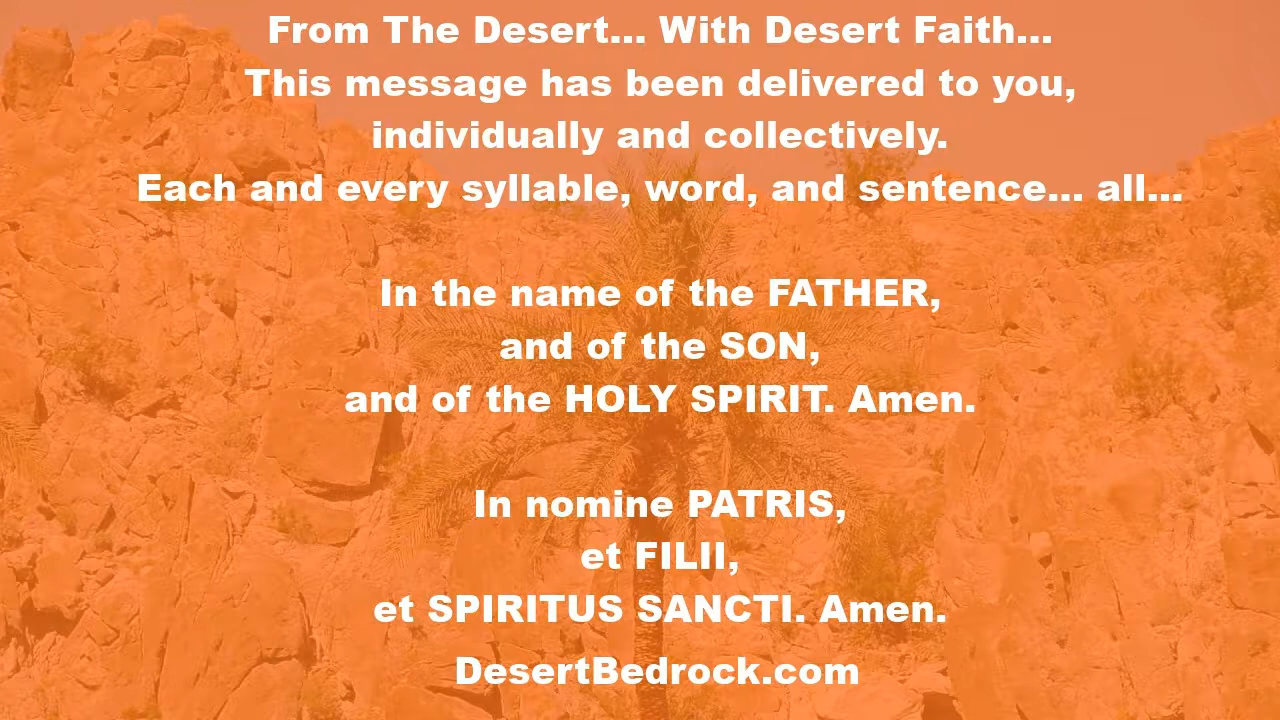 From The Desert... With Desert Faith...
This message has been delivered to you,
individually and collectively.
Each and every syllable, word, and sentence... all...
In the name of the FATHER,
and of the SON,
and of the HOLY SPIRIT. Amen.
In nomine PATRIS,
et FILII,
et SPIRITUS SANCTI. Amen.
DesertBedrock.com